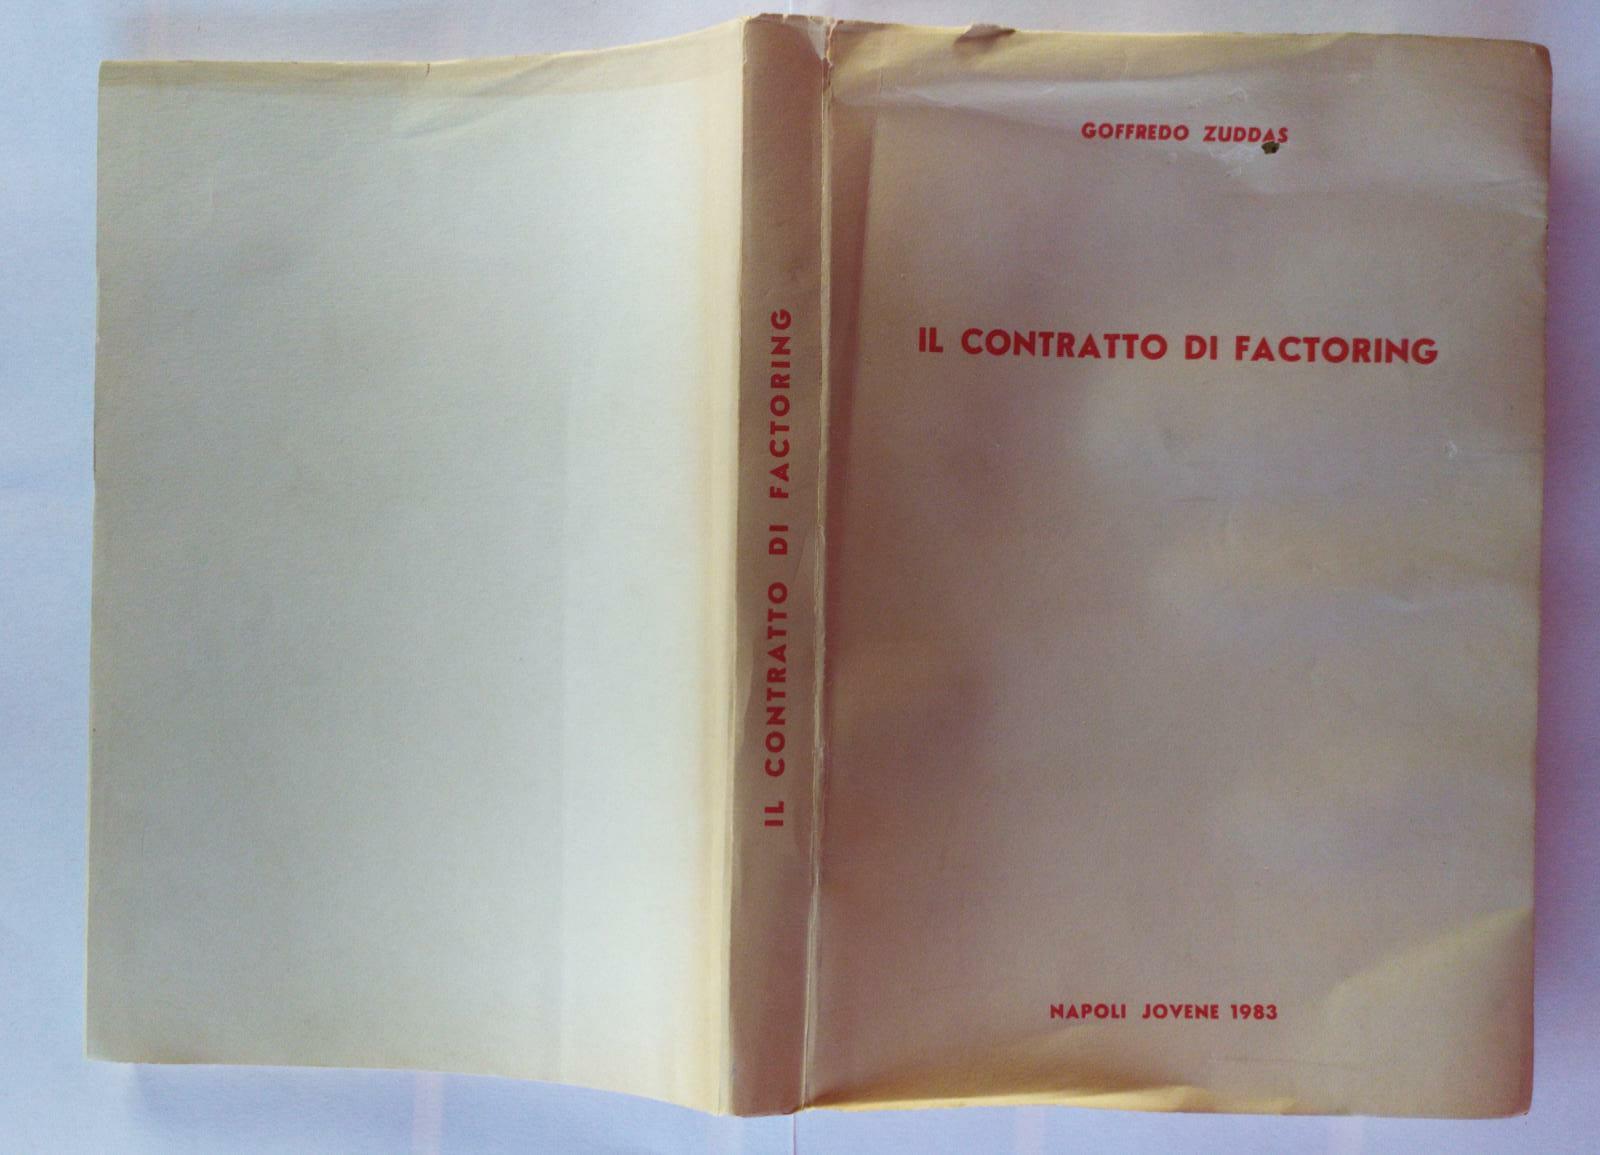 IL CONTRATTO DI FACTORING
GOFFREDO ZUDDAS
IL CONTRATTO DI FACTORING
NAPOLI JOVENE 1983